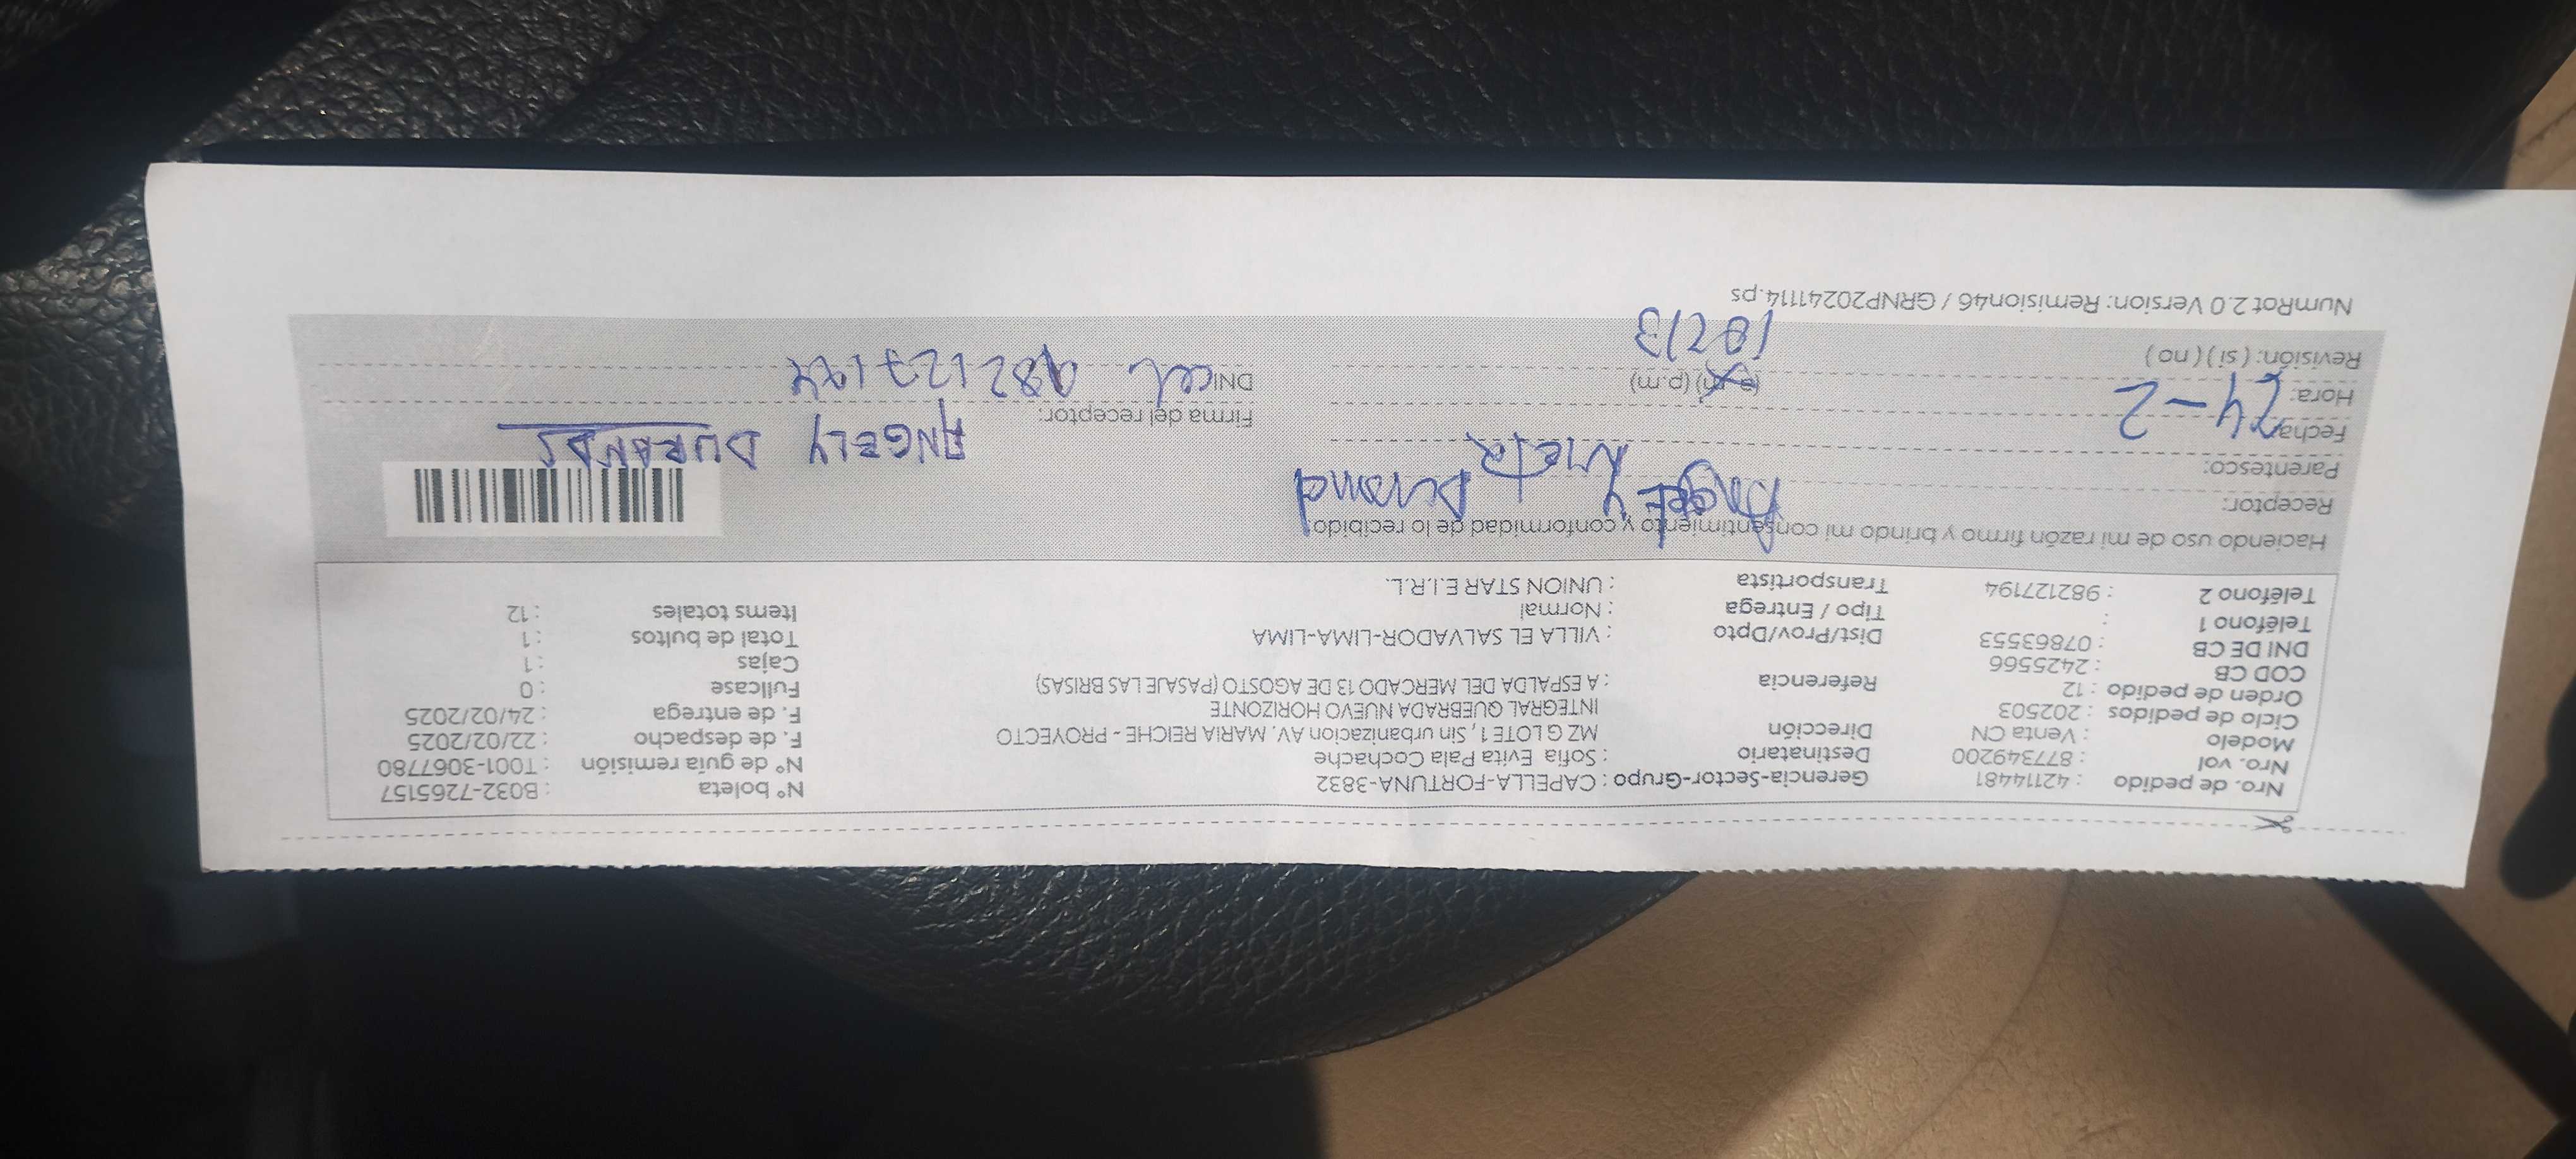 Nro. de pedido : 42114481 Gerencia-Sector-Grupo : CAPELLA-FORTUNA-3832 N° boleta : B032-7265157
Nro. vol : 877349200 Destinatario : Sofia Evita Pala Cochache N° de guía remisión : T001-3067780
Modelo : Venta CN Dirección MZ G LOTE 1, Sin urbanizacion AV. MARIA REICHE - PROYECTO F. de despacho : 22/02/2025
Ciclo de pedidos : 202503 INTEGRAL QUEBRADA NUEVO HORIZONTE F. de entrega : 24/02/2025
Orden de pedido : 12 Referencia : A ESPALDA DEL MERCADO 13 DE AGOSTO (PASAJE LAS BRISAS) Fullcase : 0
COD CB : 2425566 Cajas : 1
DNI DE CB : 07863553 Dist/Prov/Dpto : VILLA EL SALVADOR-LIMA-LIMA Total de bultos : 1
Teléfono 1 : Tipo / Entrega : Normal Items totales : 12
Teléfono 2 : 982127194 Transportista : UNION STAR E.I.R.L.
Haciendo uso de mi razón firmo y brindo mi consentimiento y conformidad de lo recibido:
Receptor: Angely Durand
Parentesco: Nieta
Fecha: 24-2 Firma del receptor: ANGELY
Hora: (a.m) (p.m) DNI cel 982127194
Revisión: ( si ) ( no )
NumRot 2.0 Version: Remision46 / GRNP20241114.ps